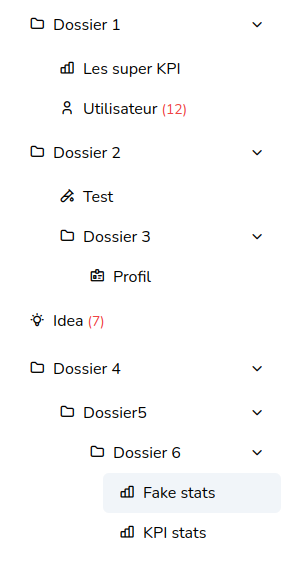 Dossier 1
Les super KPI
Utilisateur (12)
Dossier 2
Test
Dossier 3
Profil
Idea (7)
Dossier 4
Dossier5
Dossier 6
Fake stats
KPI stats